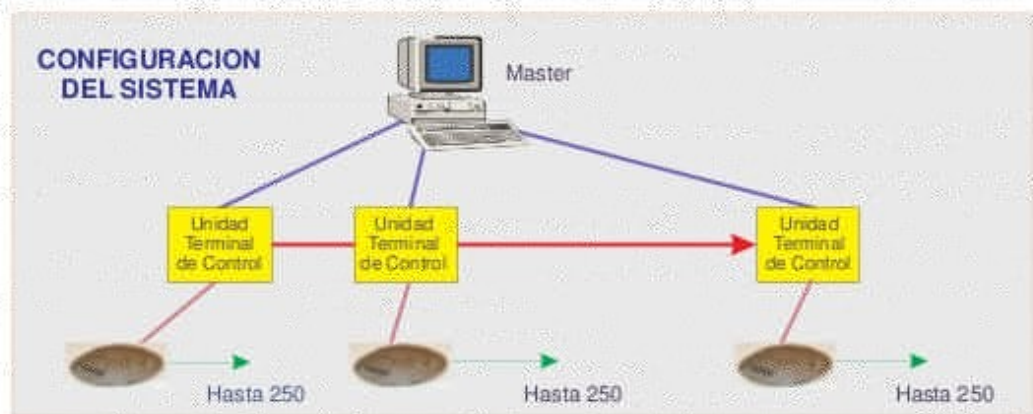 CONFIGURACION
DEL SISTEMA
Master
Unidad
Terminal
de Control
Unidad
Terminal
de Control
Unidad
Terminal
de Control
Hasta 250
Hasta 250
Hasta 250